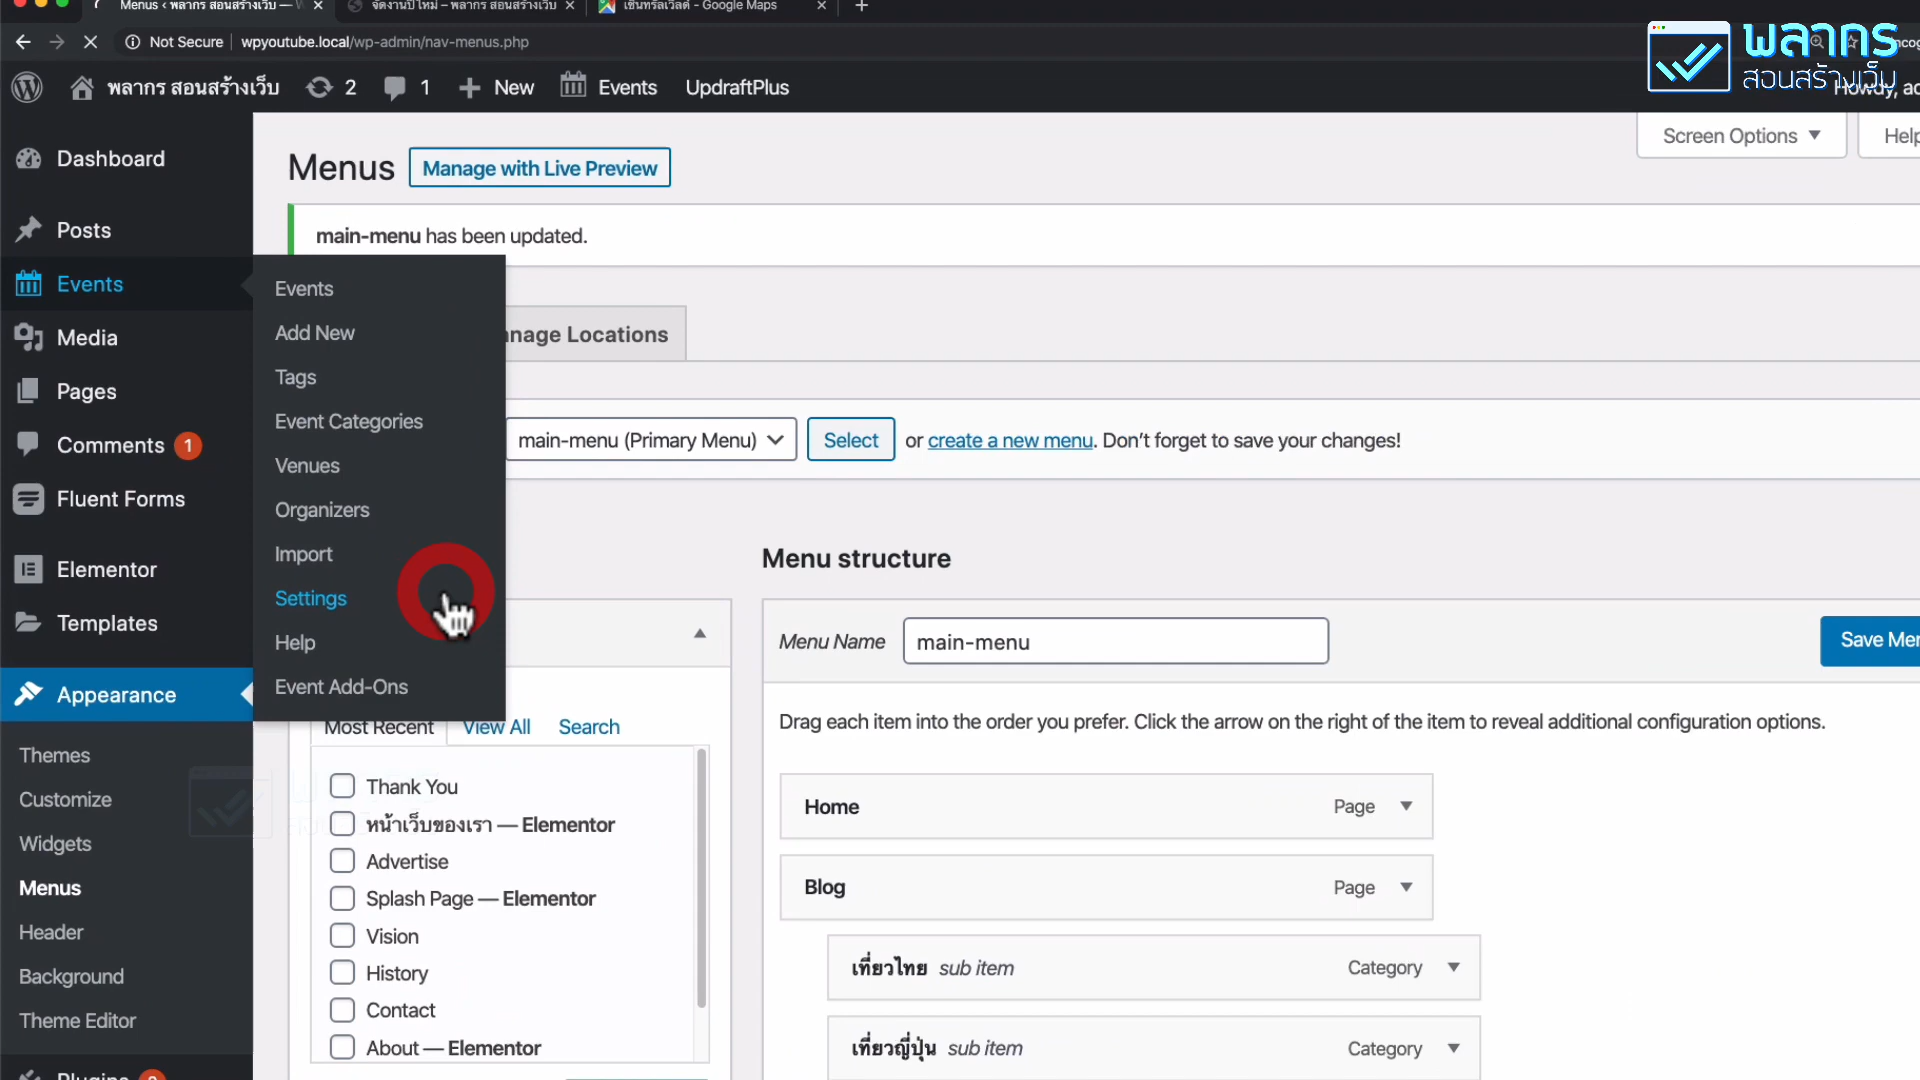 Menus ‹ พลากร สอนสร้างเว็บ —
จัดงานปีใหม่ – พลากร สอนสร้างเว็บ
เซ็นทรัลเวิลด์ - Google Maps
Not Secure
wpyoutube.local/wp-admin/nav-menus.php
พลากร
สอนสร้างเว็บ
พลากร สอนสร้างเว็บ
2
1
New
Events
UpdraftPlus
Howdy,
Screen Options
Help
Dashboard
Posts
Events
Media
Pages
Comments 1
Fluent Forms
Elementor
Templates
Appearance
Themes
Customize
Widgets
Menus
Header
Background
Theme Editor
Plugins
Events
Add New
Tags
Event Categories
Venues
Organizers
Import
Settings
Help
Event Add-Ons
Menus
Manage with Live Preview
main-menu has been updated.
nage Locations
main-menu (Primary Menu)
Select
or create a new menu. Don’t forget to save your changes!
Most Recent
View All
Search
Thank You
หน้าเว็บของเรา — Elementor
Advertise
Splash Page — Elementor
Vision
History
Contact
About — Elementor
Menu structure
Menu Name
main-menu
Save Men
Drag each item into the order you prefer. Click the arrow on the right of the item to reveal additional configuration options.
Home
Page
Blog
Page
เที่ยวไทย sub item
Category
เที่ยวญี่ปุ่น sub item
Category